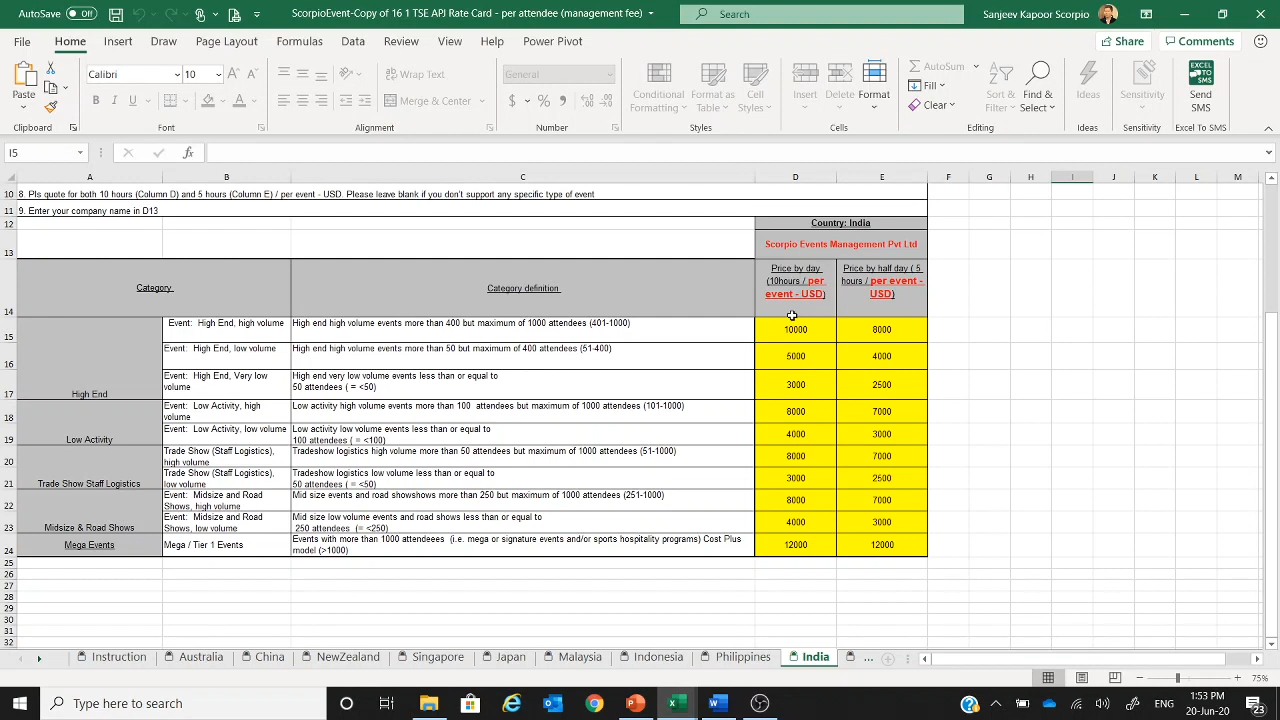 AutoSave Off
ScorpioEvent-High-Copy of 16 1 TSE API Rate Card - per attendee (management fee)
Search
Sanjeev Kapoor Scorpio
File Home Insert Draw Page Layout Formulas Data Review View Help Power Pivot
Share Comments
Paste
Calibri 10
Wrap Text
Merge & Center
General
Conditional Formatting
Format as Table
Cell Styles
Insert Delete Format
AutoSum
Fill
Clear
Sort & Filter
Find & Select
Ideas
Sensitivity
Send SMS
Clipboard Font Alignment Number Styles Cells Editing Ideas Sensitivity Excel To SMS
I5
A B C D E F G H I J K L M
10 8. Pls quote for both 10 hours (Column D) and 5 hours (Column E) / per event - USD. Please leave blank if you don't support any specific type of event
11 9. Enter your company name in D13
12 Country: India
13 Scorpio Events Management Pvt Ltd
14 Category Category definition Price by day (10hours / per event - USD) Price by half day ( 5 hours / per event - USD)
15 Event: High End, high volume High end high volume events more than 400 but maximum of 1000 attendees (401-1000) 10000 8000
16 Event: High End, low volume High end high volume events more than 50 but maximum of 400 attendees (51-400) 5000 4000
17 High End Event: High End, Very low volume High end very low volume events less than or equal to 50 attendees ( = <50) 3000 2500
18 Event: Low Activity, high volume Low activity high volume events more than 100 attendees but maximum of 1000 attendees (101-1000) 8000 7000
19 Low Activity Event: Low Activity, low volume Low activity low volume events less than or equal to 100 attendees ( = <100) 4000 3000
20 Trade Show (Staff Logistics), high volume Tradeshow logistics high volume more than 50 attendees but maximum of 1000 attendees (51-1000) 8000 7000
21 Trade Show Staff Logistics Trade Show (Staff Logistics), low volume Tradeshow logistics low volume less than or equal to 50 attendees ( = <50) 3000 2500
22 Event: Midsize and Road Shows, high volume Mid size events and road showshows more than 250 but maximum of 1000 attendees (251-1000) 8000 7000
23 Midsize & Road Shows Event: Midsize and Road Shows, low volume Mid size low volume events and road shows less than or equal to 250 attendees (= <250) 4000 3000
24 Mega Events Mega / Tier 1 Events Events with more than 1000 attendeees (i.e. mega or signature events and/or sports hospitality programs) Cost Plus model (>1000) 12000 12000
25
26
27
28
29
30
31
32
Instruction Australia China NewZealand Singapore Japan Malaysia Indonesia Philippines India ...
75%
Type here to search
ENG
1:53 PM
20-Jun-20
23